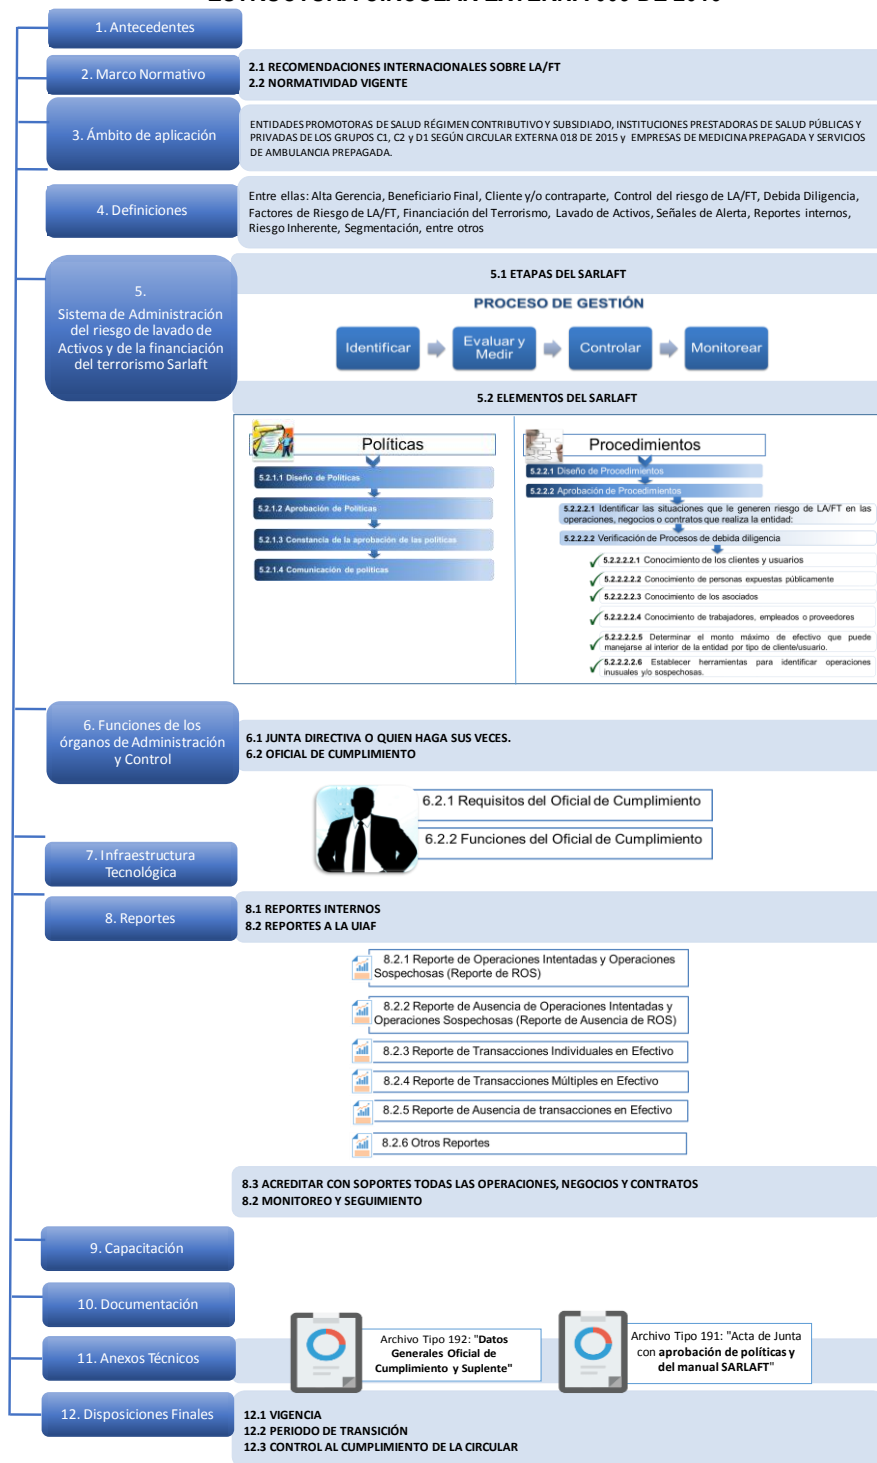 1. Antecedentes
2. Marco Normativo
2.1 RECOMENDACIONES INTERNACIONALES SOBRE LA/FT
2.2 NORMATIVIDAD VIGENTE
3. Ámbito de aplicación
ENTIDADES PROMOTORAS DE SALUD RÉGIMEN CONTRIBUTIVO Y SUBSIDIADO, INSTITUCIONES PRESTADORAS DE SALUD PÚBLICAS Y
PRIVADAS DE LOS GRUPOS C1, C2 y D1 SEGÚN CIRCULAR EXTERNA 018 DE 2015 y EMPRESAS DE MEDICINA PREPAGADA Y SERVICIOS
DE AMBULANCIA PREPAGADA.
4. Definiciones
Entre ellas: Alta Gerencia, Beneficiario Final, Cliente y/o contraparte, Control del riesgo de LA/FT, Debida Diligencia,
Factores de Riesgo de LA/FT, Financiación del Terrorismo, Lavado de Activos, Señales de Alerta, Reportes internos,
Riesgo Inherente, Segmentación, entre otros
5.
Sistema de Administración
del riesgo de lavado de
Activos y de la financiación
del terrorismo Sarlaft
5.1 ETAPAS DEL SARLAFT
PROCESO DE GESTIÓN
Identificar
Evaluar y
Medir
Controlar
Monitorear
5.2 ELEMENTOS DEL SARLAFT
Políticas
5.2.1.1 Diseño de Políticas
5.2.1.2 Aprobación de Políticas
5.2.1.3 Constancia de la aprobación de las políticas
5.2.1.4 Comunicación de políticas
Procedimientos
5.2.2.1 Diseño de Procedimientos
5.2.2.2 Aprobación de Procedimientos
5.2.2.2.1 Identificar las situaciones que le generen riesgo de LA/FT en las
operaciones, negocios o contratos que realiza la entidad:
5.2.2.2.2 Verificación de Procesos de debida diligencia
5.2.2.2.2.1 Conocimiento de los clientes y usuarios
5.2.2.2.2.2 Conocimiento de personas expuestas públicamente
5.2.2.2.2.3 Conocimiento de los asociados
5.2.2.2.2.4 Conocimiento de trabajadores, empleados o proveedores
5.2.2.2.2.5 Determinar el monto máximo de efectivo que puede
manejarse al interior de la entidad por tipo de cliente/usuario.
5.2.2.2.2.6 Establecer herramientas para identificar operaciones
inusuales y/o sospechosas.
6. Funciones de los
órganos de Administración
y Control
6.1 JUNTA DIRECTIVA O QUIEN HAGA SUS VECES.
6.2 OFICIAL DE CUMPLIMIENTO
6.2.1 Requisitos del Oficial de Cumplimiento
6.2.2 Funciones del Oficial de Cumplimiento
7. Infraestructura
Tecnológica
8. Reportes
8.1 REPORTES INTERNOS
8.2 REPORTES A LA UIAF
8.2.1 Reporte de Operaciones Intentadas y Operaciones
Sospechosas (Reporte de ROS)
8.2.2 Reporte de Ausencia de Operaciones Intentadas y
Operaciones Sospechosas (Reporte de Ausencia de ROS)
8.2.3 Reporte de Transacciones Individuales en Efectivo
8.2.4 Reporte de Transacciones Múltiples en Efectivo
8.2.5 Reporte de Ausencia de transacciones en Efectivo
8.2.6 Otros Reportes
8.3 ACREDITAR CON SOPORTES TODAS LAS OPERACIONES, NEGOCIOS Y CONTRATOS
8.2 MONITOREO Y SEGUIMIENTO
9. Capacitación
10. Documentación
11. Anexos Técnicos
Archivo Tipo 192: "Datos
Generales Oficial de
Cumplimiento y Suplente"
Archivo Tipo 191: "Acta de Junta
con aprobación de políticas y
del manual SARLAFT"
12. Disposiciones Finales
12.1 VIGENCIA
12.2 PERIODO DE TRANSICIÓN
12.3 CONTROL AL CUMPLIMIENTO DE LA CIRCULAR